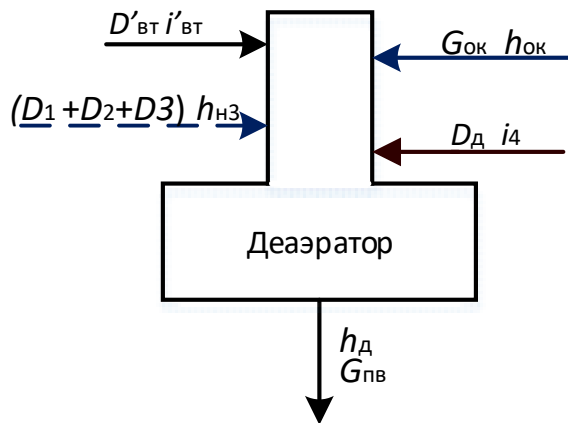 D'вт i'вт
Gок hок
(D1 +D2+D3) hн3
Dд i4
Деаэратор
hд
Gпв